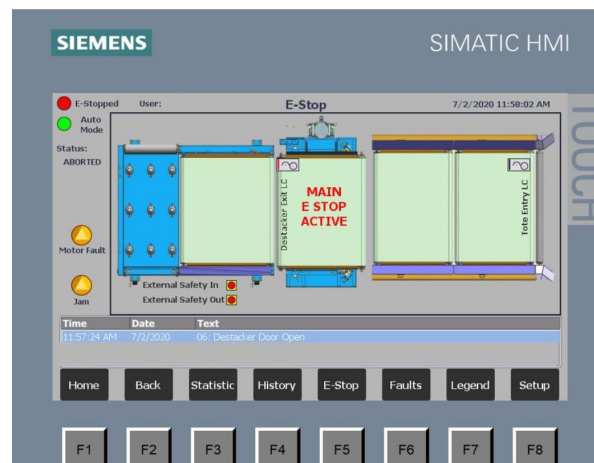 SIEMENS
SIMATIC HMI
TOUCH
E-Stopped
User:
E-Stop
7/2/2020 11:58:02 AM
Auto
Mode
Status:
ABORTED
Destacker Exit LC
MAIN
E STOP
ACTIVE
Tote Entry LC
Motor Fault
Jam
External Safety In
External Safety Out
Time Date Text
11:57:24 AM 7/2/2020 06: Destacker Door Open
Home Back Statistic History E-Stop Faults Legend Setup
F1 F2 F3 F4 F5 F6 F7 F8